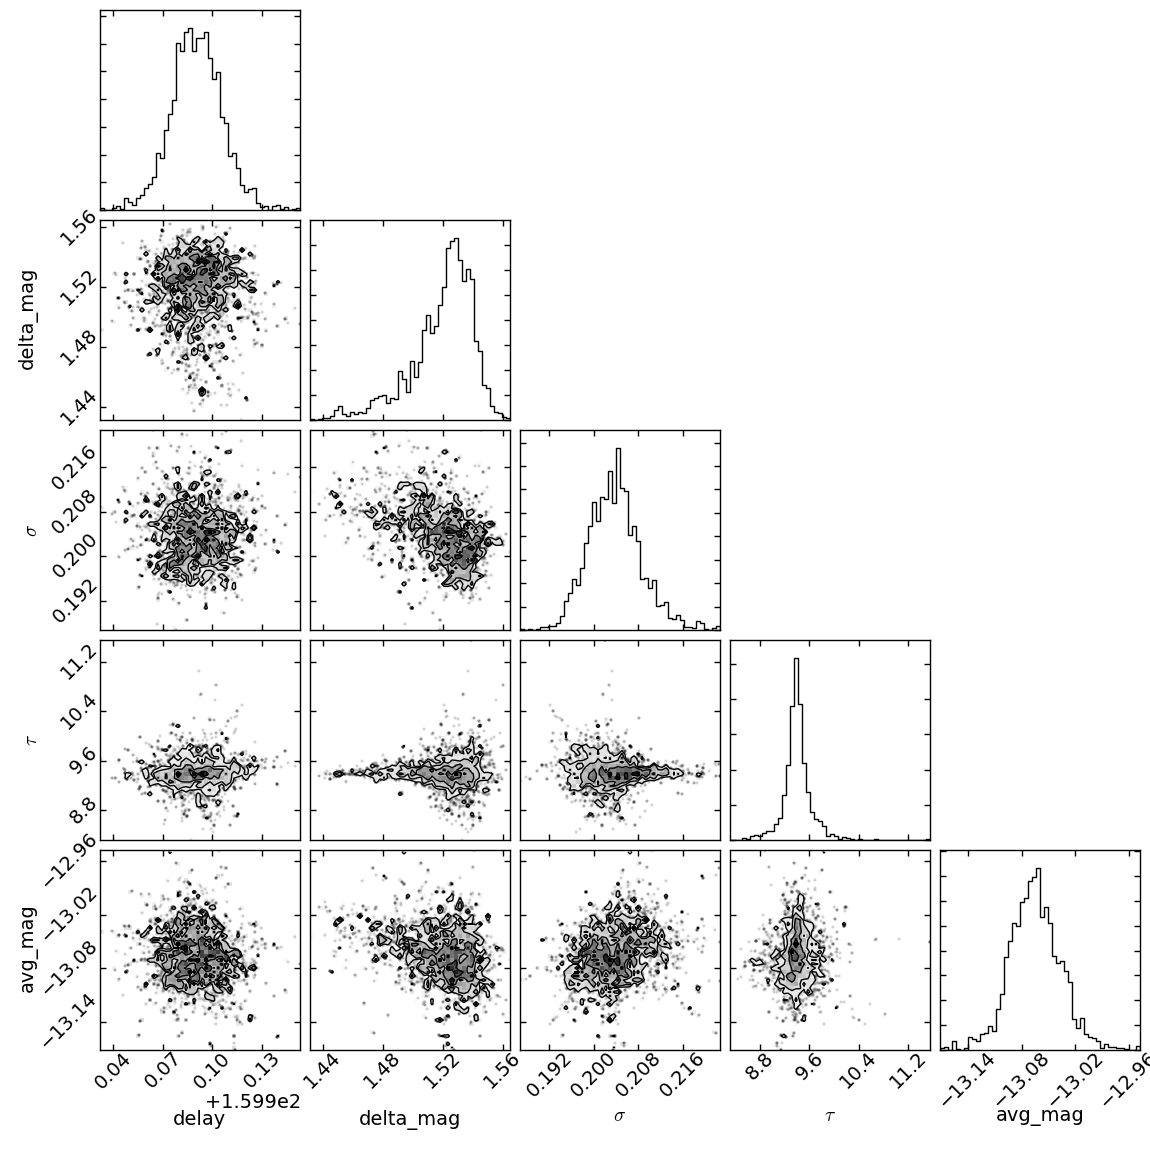 1.56
1.52
1.48
1.44
delta_mag
0.216
0.208
0.200
0.192
σ
11.2
10.4
9.6
8.8
τ
−12.96
−13.02
−13.08
−13.14
avg_mag
0.04 0.07 0.10 0.13
+1.599e2
delay
1.44 1.48 1.52 1.56
delta_mag
0.192 0.200 0.208 0.216
σ
8.8 9.6 10.4 11.2
τ
−13.14 −13.08 −13.02 −12.96
avg_mag